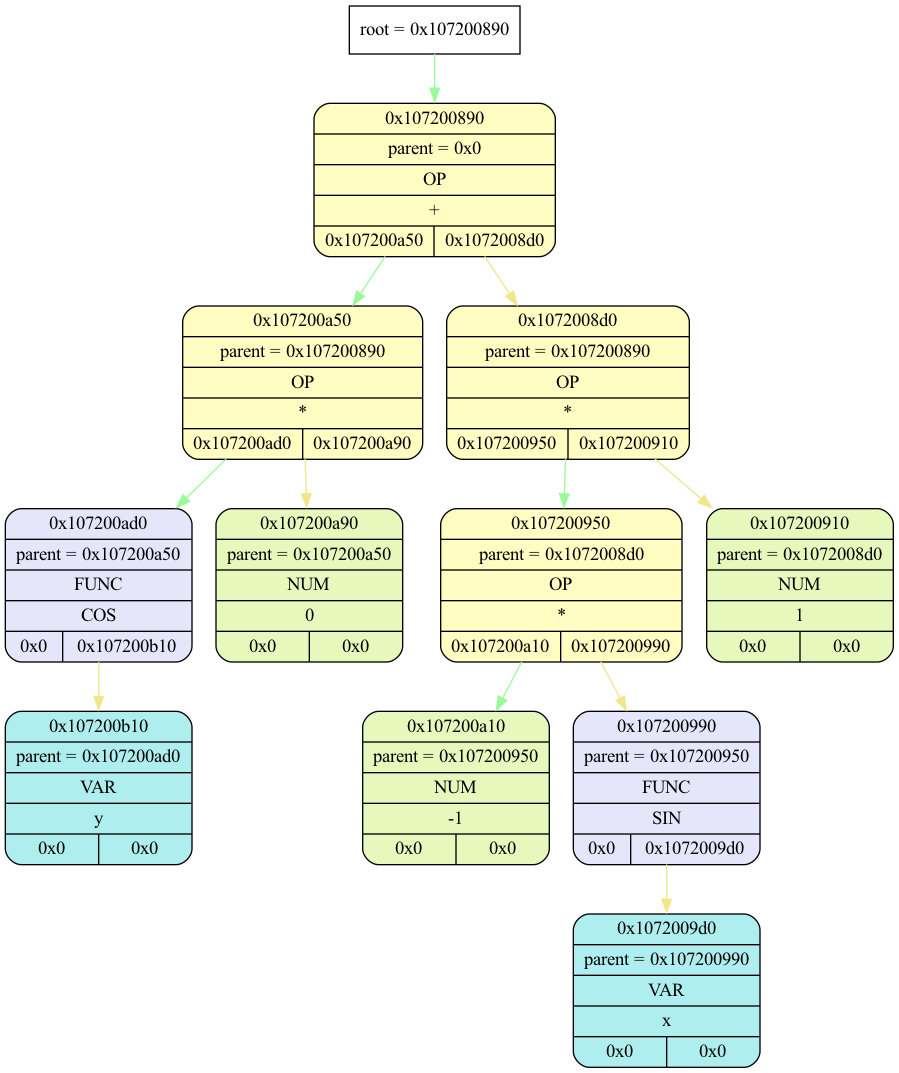 root = 0x107200890
0x107200890
parent = 0x0
OP
+
0x107200a50 0x1072008d0
0x107200a50
parent = 0x107200890
OP
*
0x107200ad0 0x107200a90
0x1072008d0
parent = 0x107200890
OP
*
0x107200950 0x107200910
0x107200ad0
parent = 0x107200a50
FUNC
COS
0x0 0x107200b10
0x107200a90
parent = 0x107200a50
NUM
0
0x0 0x0
0x107200950
parent = 0x1072008d0
OP
*
0x107200a10 0x107200990
0x107200910
parent = 0x1072008d0
NUM
1
0x0 0x0
0x107200b10
parent = 0x107200ad0
VAR
y
0x0 0x0
0x107200a10
parent = 0x107200950
NUM
-1
0x0 0x0
0x107200990
parent = 0x107200950
FUNC
SIN
0x0 0x1072009d0
0x1072009d0
parent = 0x107200990
VAR
x
0x0 0x0